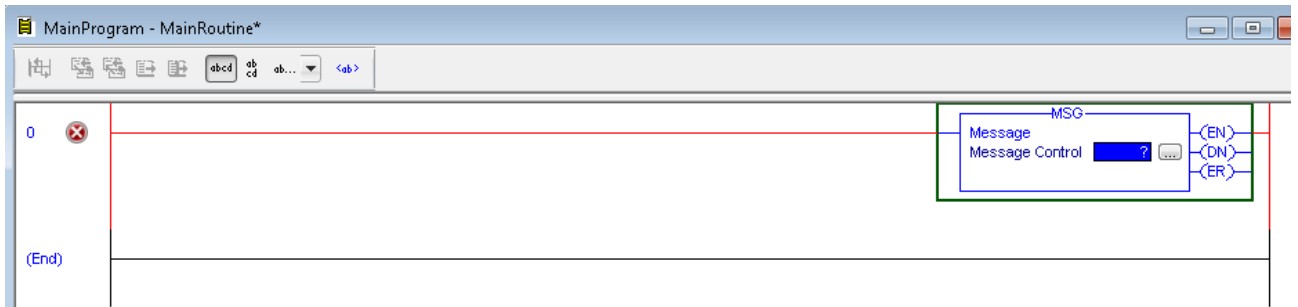 MainProgram - MainRoutine*
abcd ab cd ab... <ab>
0 MSG
Message (EN)
Message Control ? ... (DN)
(ER)
(End)